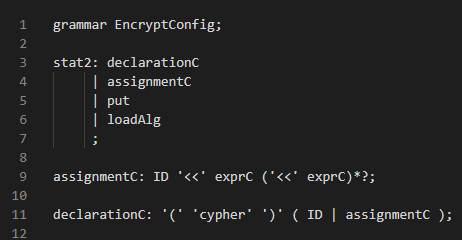 1 grammar EncryptConfig;
2
3 stat2: declarationC
4 | assignmentC
5 | put
6 | loadAlg
7 ;
8
9 assignmentC: ID '<<' exprC ('<<' exprC)*?;
10
11 declarationC: '(' 'cypher' ')' ( ID | assignmentC );
12